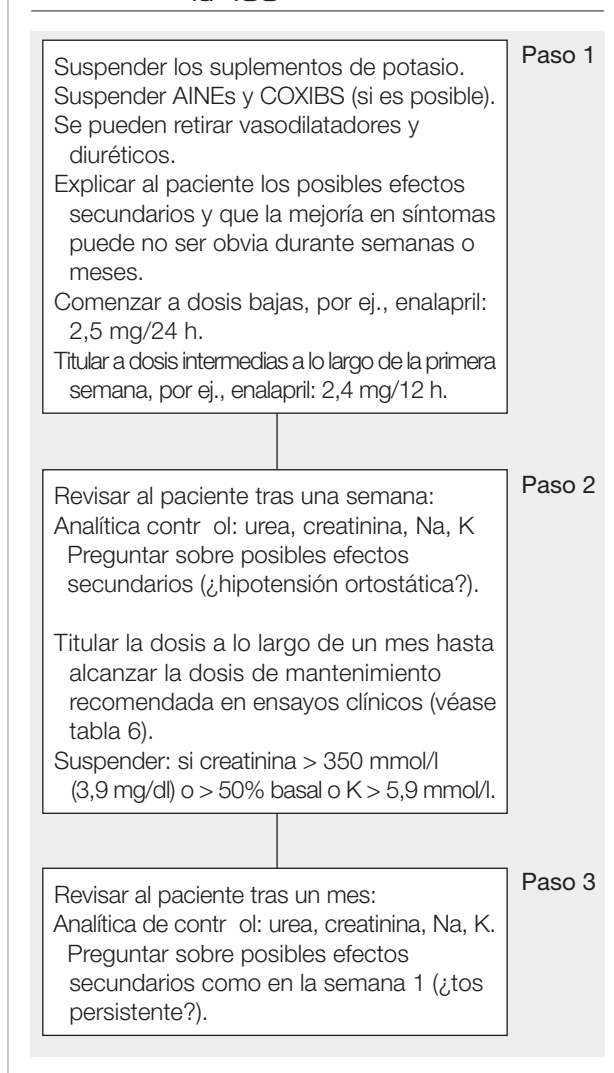 Paso 1
Suspender los suplementos de potasio.
Suspender AINEs y COXIBS (si es posible).
Se pueden retirar vasodilatadores y
diuréticos.
Explicar al paciente los posibles efectos
secundarios y que la mejoría en síntomas
puede no ser obvia durante semanas o
meses.
Comenzar a dosis bajas, por ej., enalapril:
2,5 mg/24 h.
Titular a dosis intermedias a lo largo de la primera
semana, por ej., enalapril: 2,4 mg/12 h.
Paso 2
Revisar al paciente tras una semana:
Analítica contr ol: urea, creatinina, Na, K
Preguntar sobre posibles efectos
secundarios (¿hipotensión ortostática?).
Titular la dosis a lo largo de un mes hasta
alcanzar la dosis de mantenimiento
recomendada en ensayos clínicos (véase
tabla 6).
Suspender: si creatinina > 350 mmol/l
(3,9 mg/dl) o > 50% basal o K > 5,9 mmol/l.
Paso 3
Revisar al paciente tras un mes:
Analítica de contr ol: urea, creatinina, Na, K.
Preguntar sobre posibles efectos
secundarios como en la semana 1 (¿tos
persistente?).